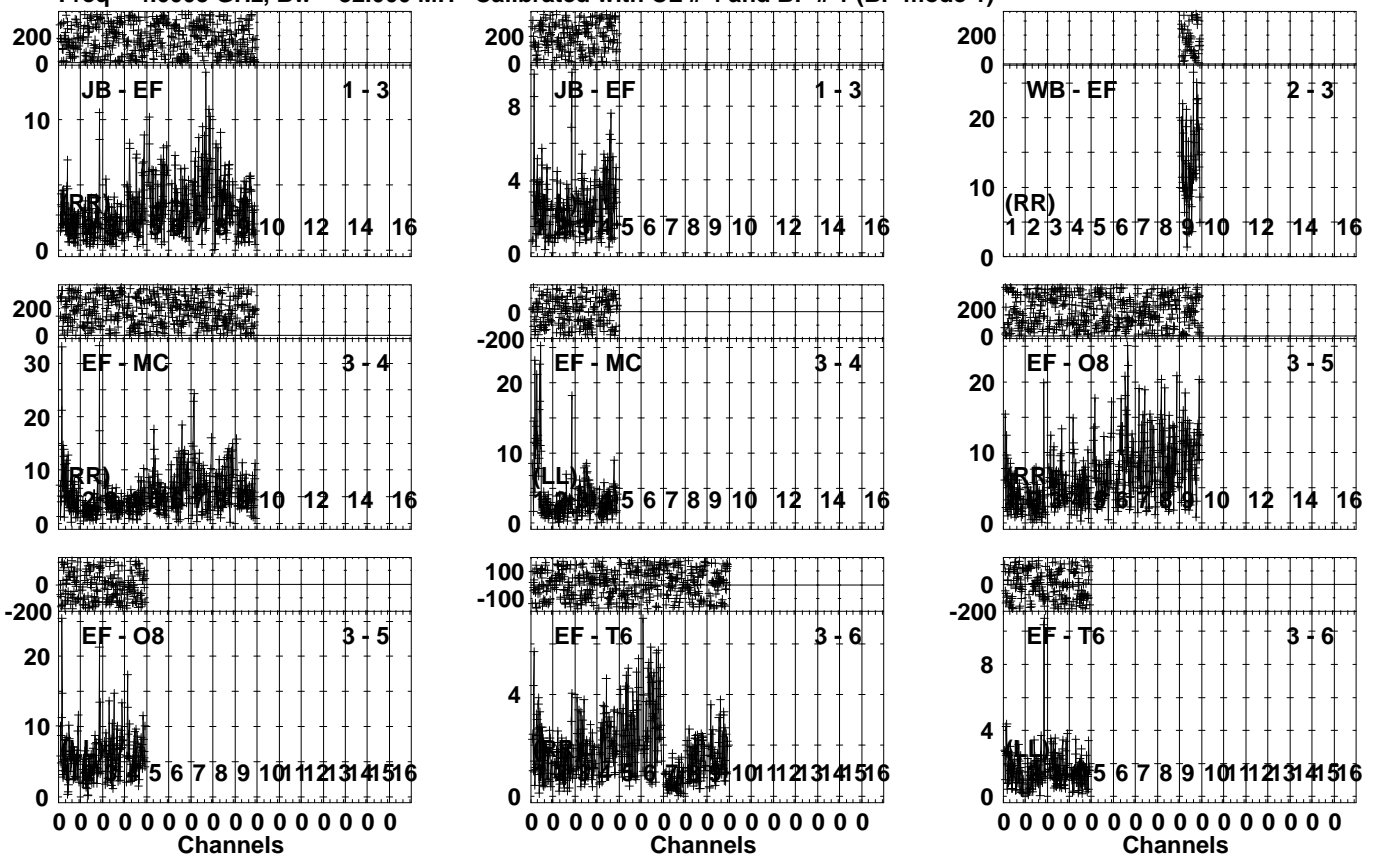 200 200 200
0 0 0
JB - EF 1 - 3 JB - EF 1 - 3 WB - EF 2 - 3
10 8 20
4 10
(RR) (RR)
10 12 14 16 5 6 7 8 9 10 12 14 16 1 2 3 4 5 6 7 8 9 10 12 14 16
0 0 0
200 0 200
0 -200 0
EF - MC 3 - 4 EF - MC 3 - 4 EF - O8 3 - 5
30 20 20
20
10 10 10
(RR) (LL) (RR)
10 12 14 16 5 6 7 8 9 10 12 14 16 9 10 12 14 16
0 0 0
0 100 0
-200 -100 -200
EF - O8 3 - 5 EF - T6 3 - 6 EF - T6 3 - 6
20 4 8
10 4
(LL)
5 6 7 8 9 10 11 12 13 14 15 16 10 11 12 13 14 15 16 5 6 7 8 9 10 11 12 13 14 15 16
0 0 0
0 0 0 0 0 0 0 0 0 0 0 0 0 0 0 0 0 0 0 0 0 0 0 0 0 0 0 0 0 0 0 0 0 0 0 0 0 0 0 0 0 0 0 0 0 0 0 0
Channels Channels Channels